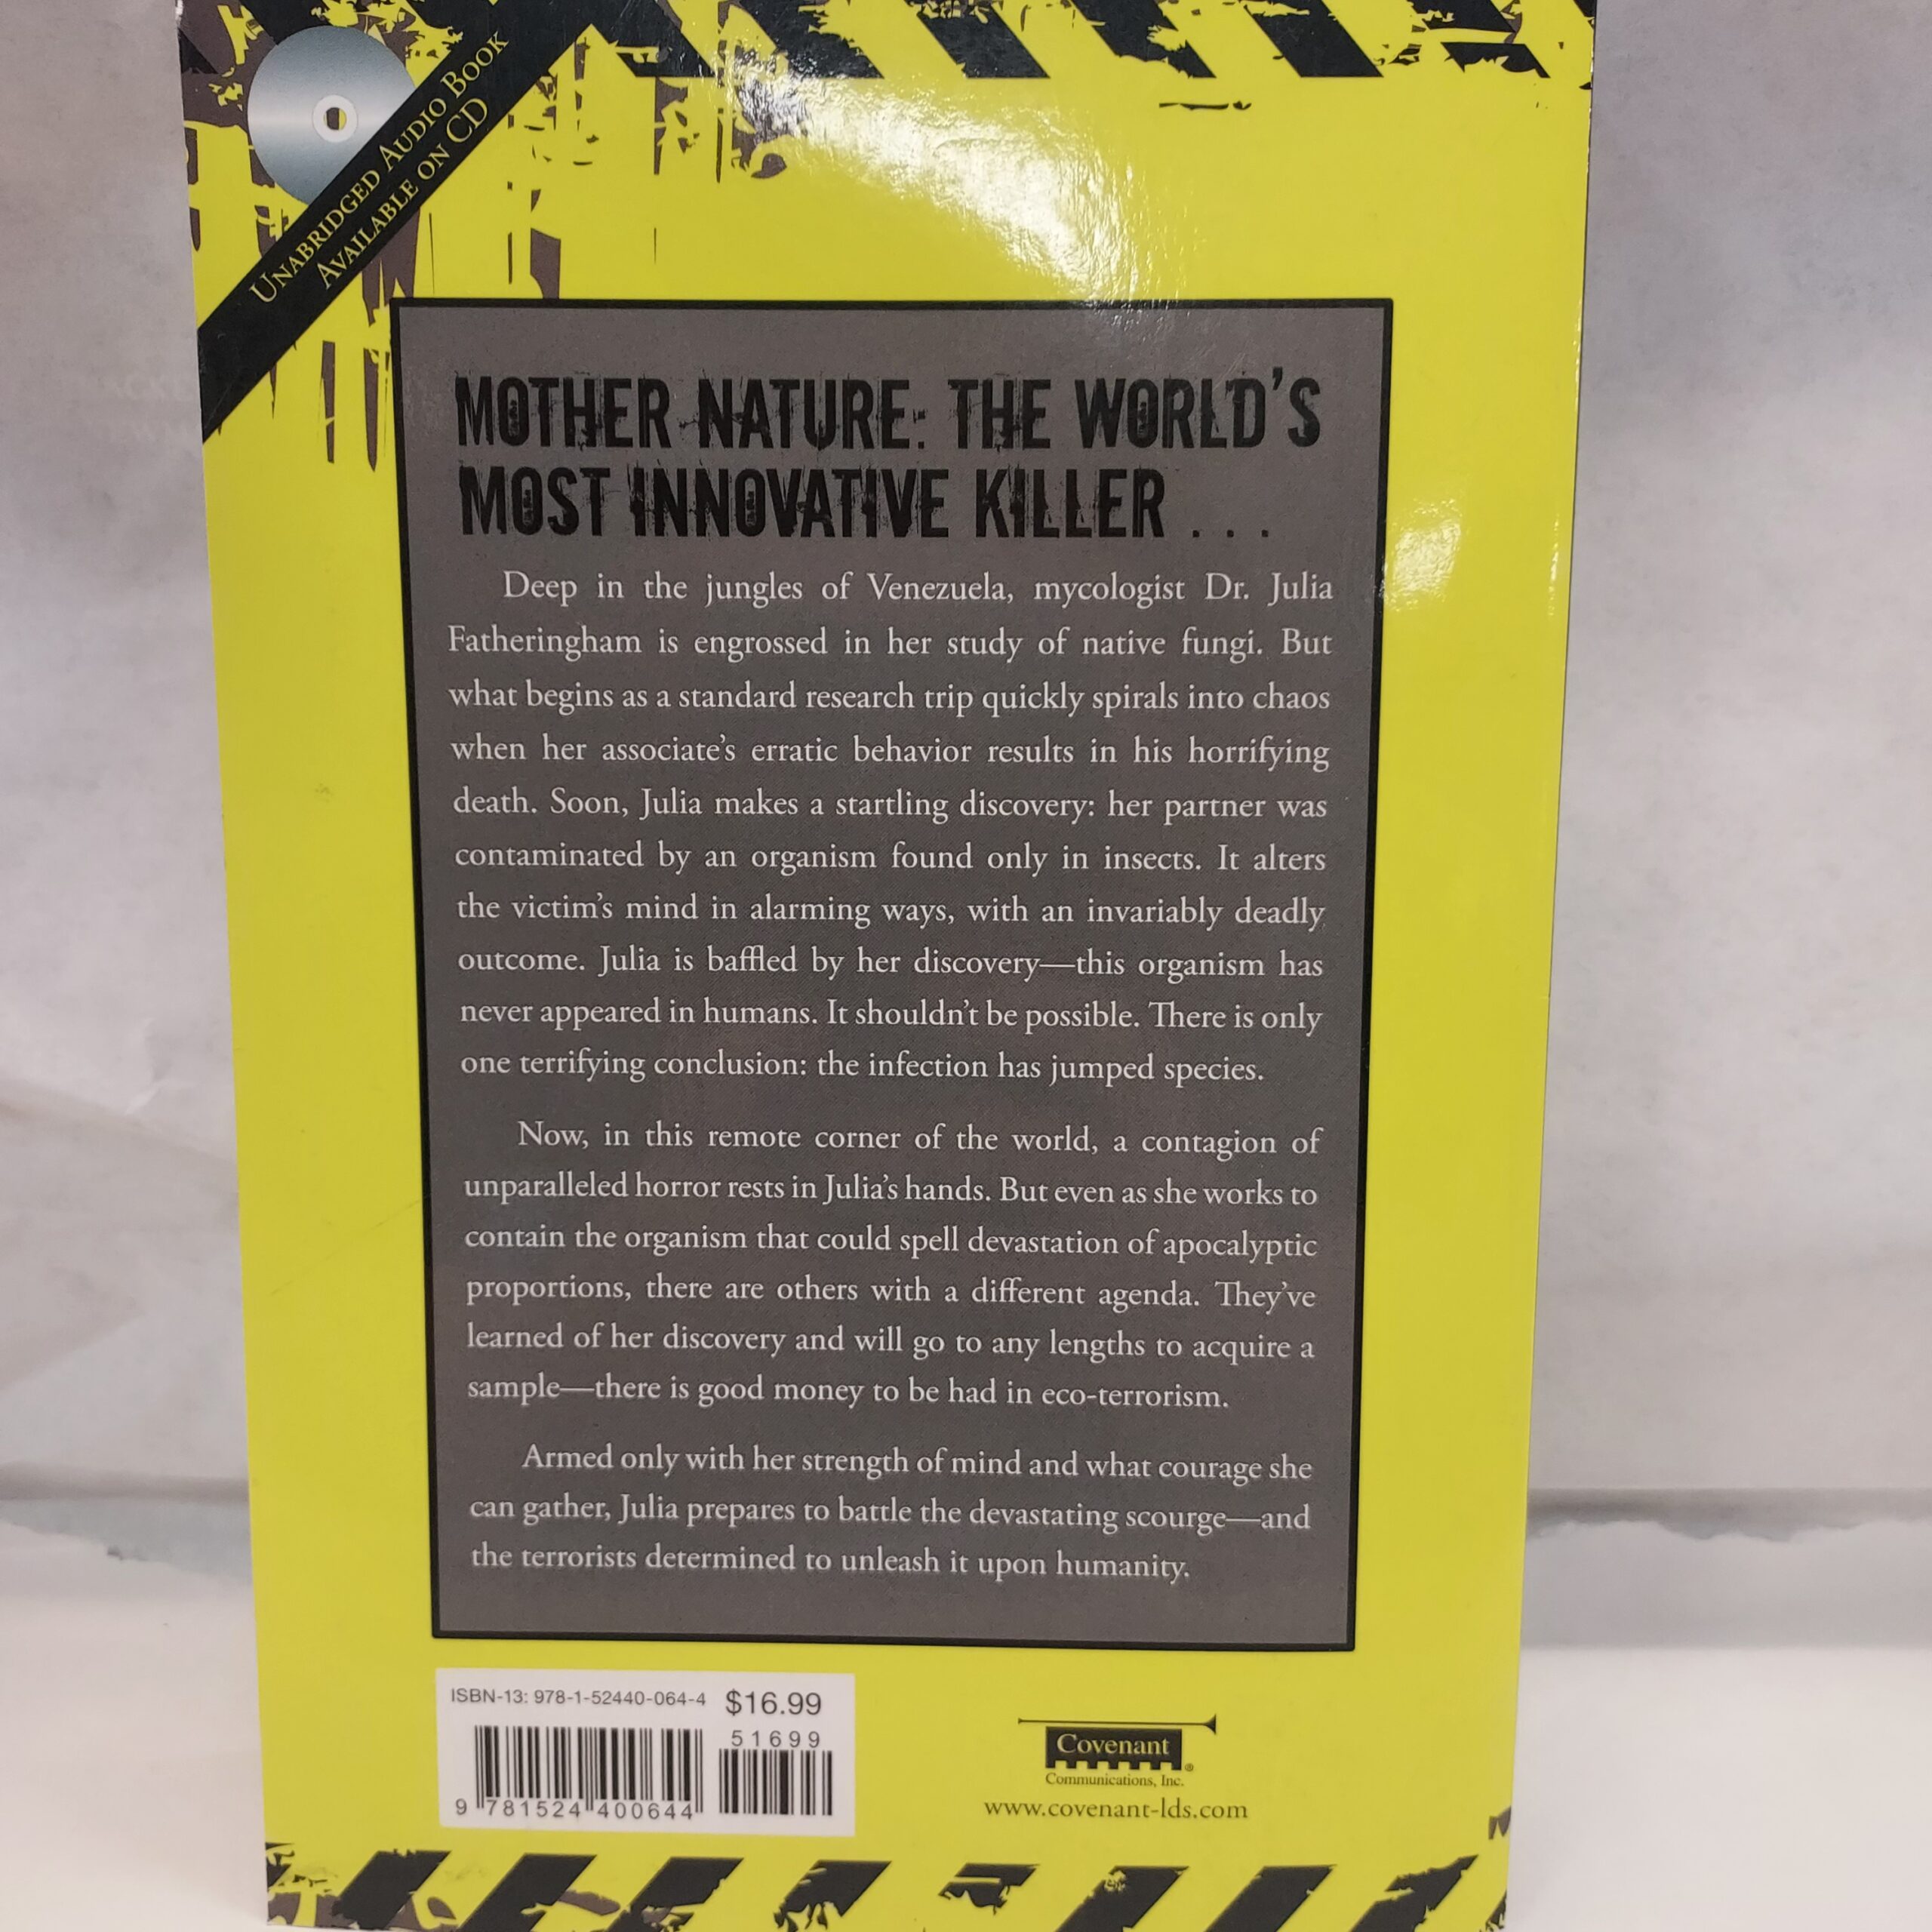 Unabridged Audio Book
Available on CD
MOTHER NATURE: THE WORLD'S
MOST INNOVATIVE KILLER . . .
Deep in the jungles of Venezuela, mycologist Dr. Julia
Fatheringham is engrossed in her study of native fungi. But
what begins as a standard research trip quickly spirals into chaos
when her associate's erratic behavior results in his horrifying
death. Soon, Julia makes a startling discovery: her partner was
contaminated by an organism found only in insects. It alters
the victim's mind in alarming ways, with an invariably deadly
outcome. Julia is baffled by her discovery—this organism has
never appeared in humans. It shouldn't be possible. There is only
one terrifying conclusion: the infection has jumped species.
Now, in this remote corner of the world, a contagion of
unparalleled horror rests in Julia's hands. But even as she works to
contain the organism that could spell devastation of apocalyptic
proportions, there are others with a different agenda. They've
learned of her discovery and will go to any lengths to acquire a
sample—there is good money to be had in eco-terrorism.
Armed only with her strength of mind and what courage she
can gather, Julia prepares to battle the devastating scourge—and
the terrorists determined to unleash it upon humanity.
ISBN-13: 978-1-52440-064-4 $16.99
51699
9 781524 400644
Covenant®
Communications, Inc.
www.covenant-lds.com